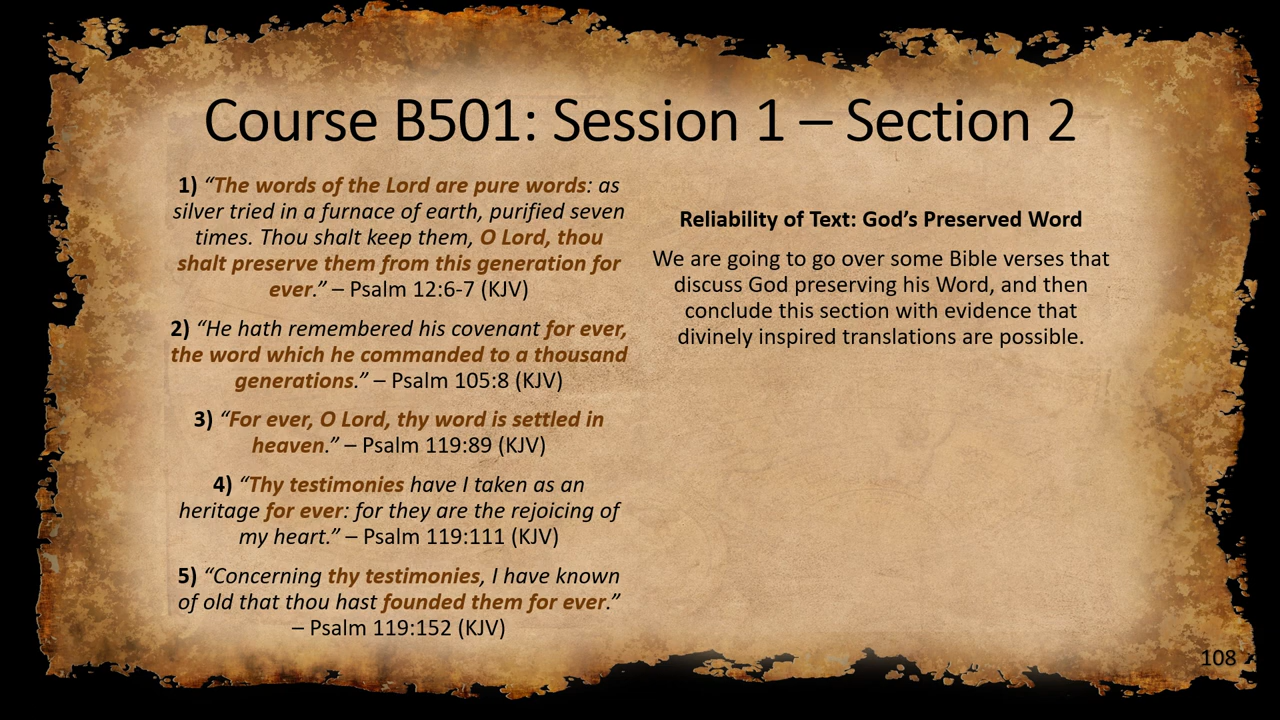 Course B501: Session 1 – Section 2
1) “The words of the Lord are pure words: as
silver tried in a furnace of earth, purified seven
times. Thou shalt keep them, O Lord, thou
shalt preserve them from this generation for
ever.” – Psalm 12:6-7 (KJV)
2) “He hath remembered his covenant for ever,
the word which he commanded to a thousand
generations.” – Psalm 105:8 (KJV)
3) “For ever, O Lord, thy word is settled in
heaven.” – Psalm 119:89 (KJV)
4) “Thy testimonies have I taken as an
heritage for ever: for they are the rejoicing of
my heart.” – Psalm 119:111 (KJV)
5) “Concerning thy testimonies, I have known
of old that thou hast founded them for ever.”
– Psalm 119:152 (KJV)
Reliability of Text: God’s Preserved Word
We are going to go over some Bible verses that
discuss God preserving his Word, and then
conclude this section with evidence that
divinely inspired translations are possible.
108